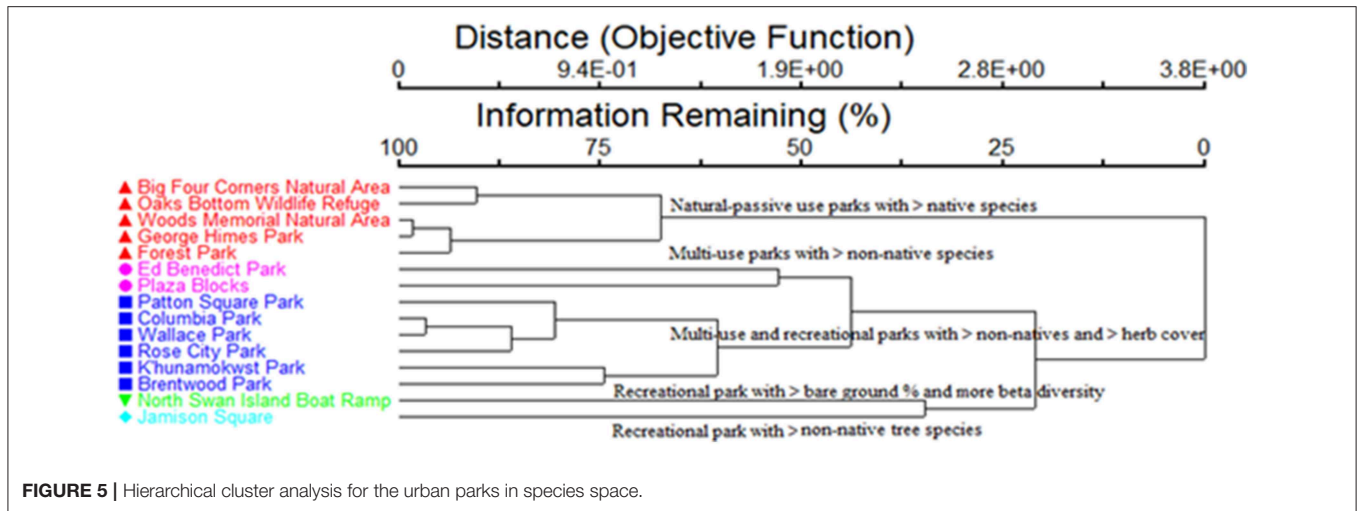 Distance (Objective Function)
0 9.4E-01 1.9E+00 2.8E+00 3.8E+00
Information Remaining (%)
100 75 50 25 0
Big Four Corners Natural Area
Oaks Bottom Wildlife Refuge
Natural-passive use parks with > native species
Woods Memorial Natural Area
George Himes Park
Forest Park
Multi-use parks with > non-native species
Ed Benedict Park
Plaza Blocks
Patton Square Park
Columbia Park
Wallace Park
Multi-use and recreational parks with > non-natives and > herb cover
Rose City Park
K'hunamokwst Park
Brentwood Park
Recreational park with > bare ground % and more beta diversity
North Swan Island Boat Ramp
Jamison Square
Recreational park with > non-native tree species
FIGURE 5 | Hierarchical cluster analysis for the urban parks in species space.